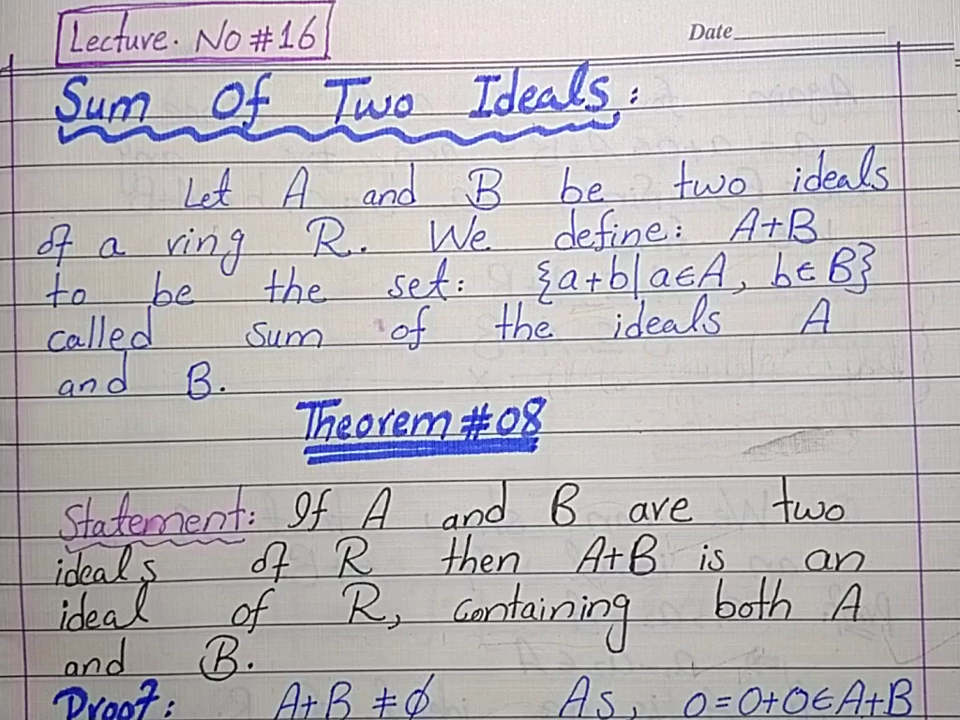 Lecture. No #16
Date
Sum Of Two Ideals:
Let A and B be two ideals
of a ring R. We define: A+B
to be the set: {a+b|a∈A, b∈B}
called sum of the ideals A
and B.
Theorem #08
Statement: If A and B are two
ideals of R then A+B is an
ideal of R, containing both A
and B.
Proof: A+B ≠ ϕ As, 0=0+0∈A+B